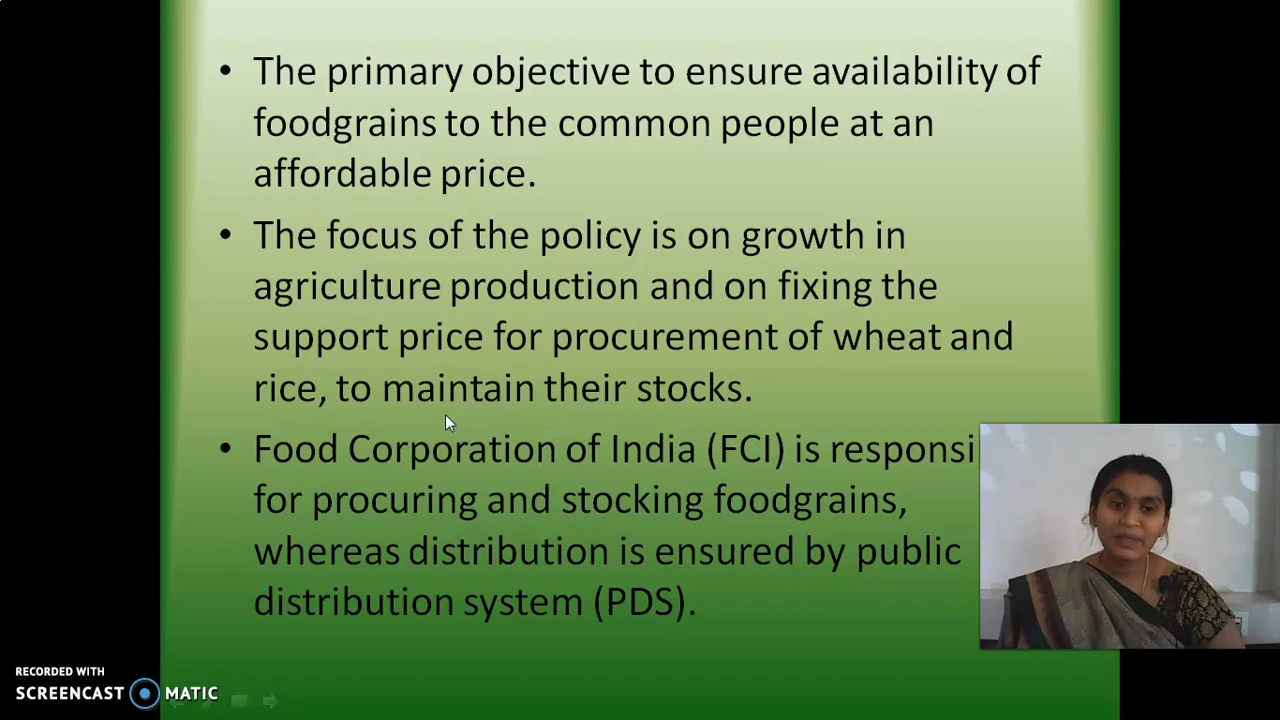 • The primary objective to ensure availability of
foodgrains to the common people at an
affordable price.
• The focus of the policy is on growth in
agriculture production and on fixing the
support price for procurement of wheat and
rice, to maintain their stocks.
• Food Corporation of India (FCI) is responsi
for procuring and stocking foodgrains,
whereas distribution is ensured by public
distribution system (PDS).
RECORDED WITH
SCREENCAST MATIC